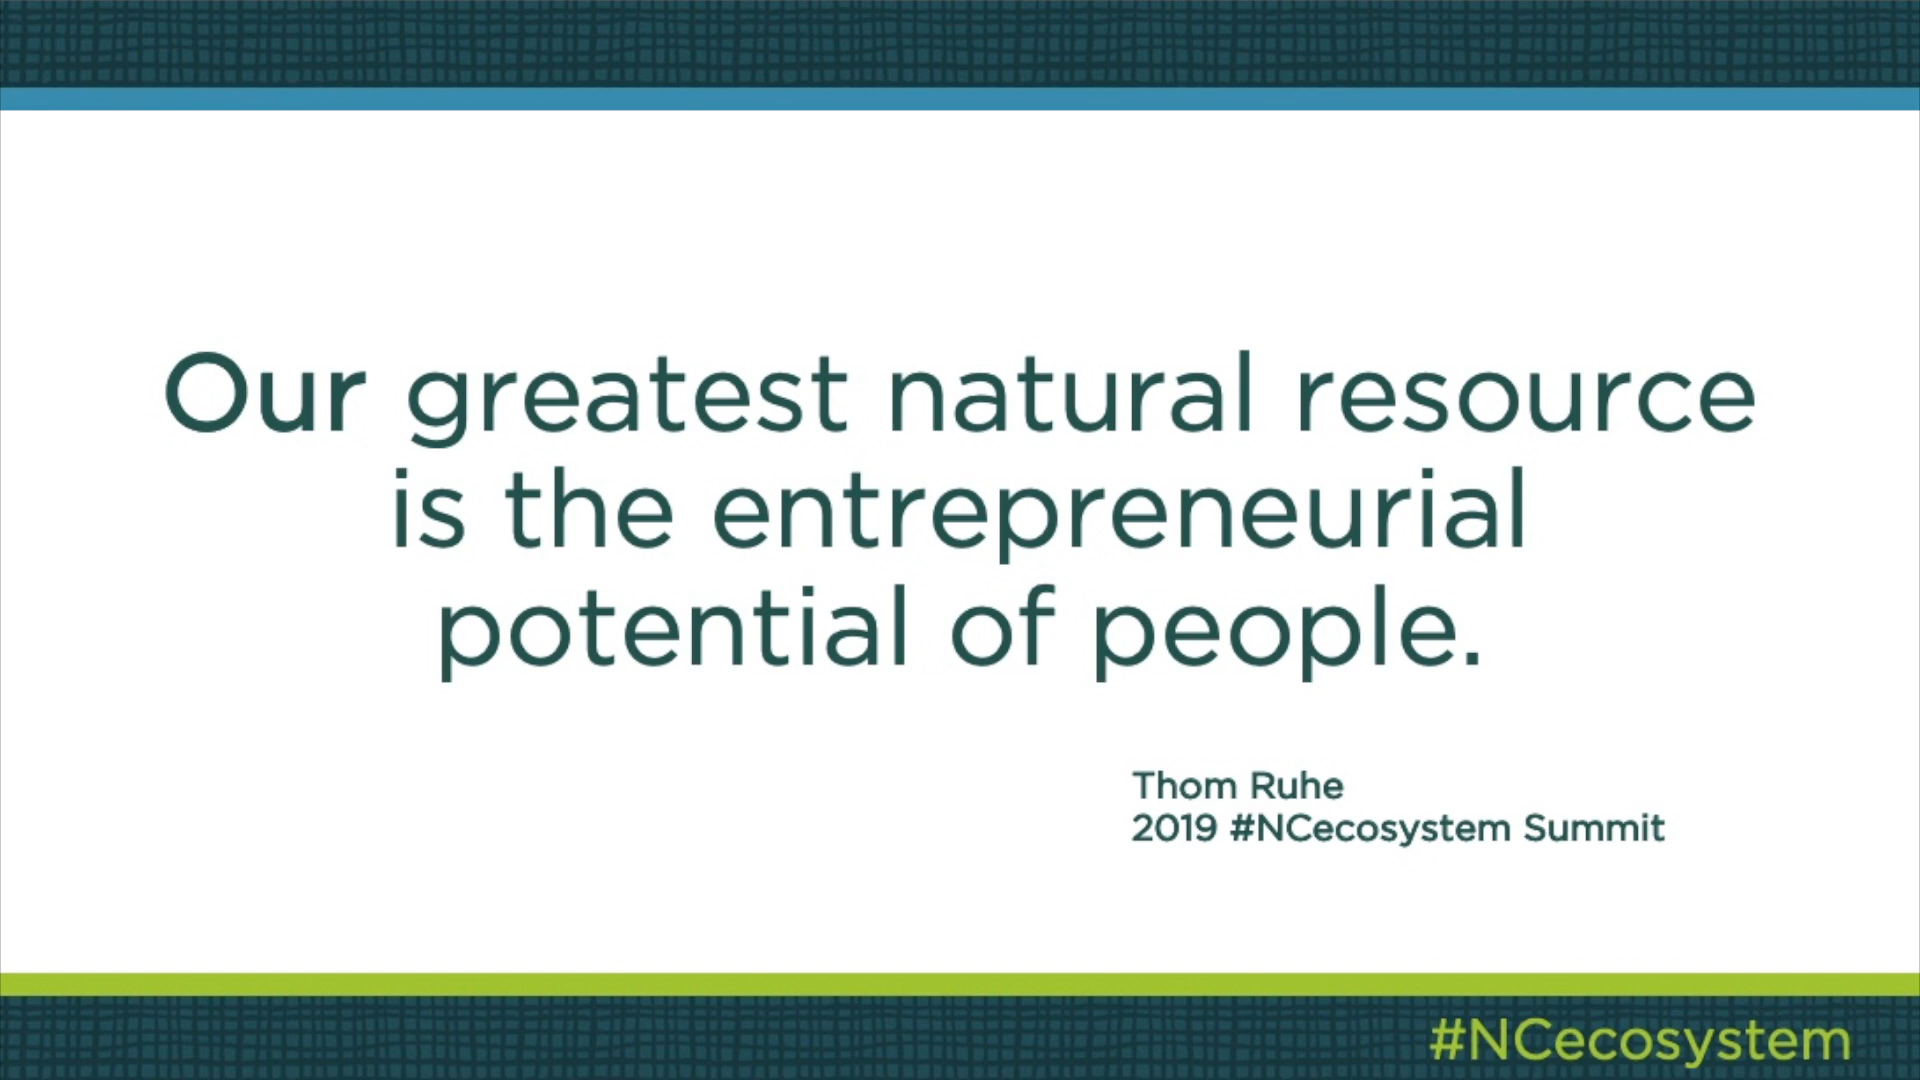 Our greatest natural resource
is the entrepreneurial
potential of people.
Thom Ruhe
2019 #NCecosystem Summit
#NCecosystem